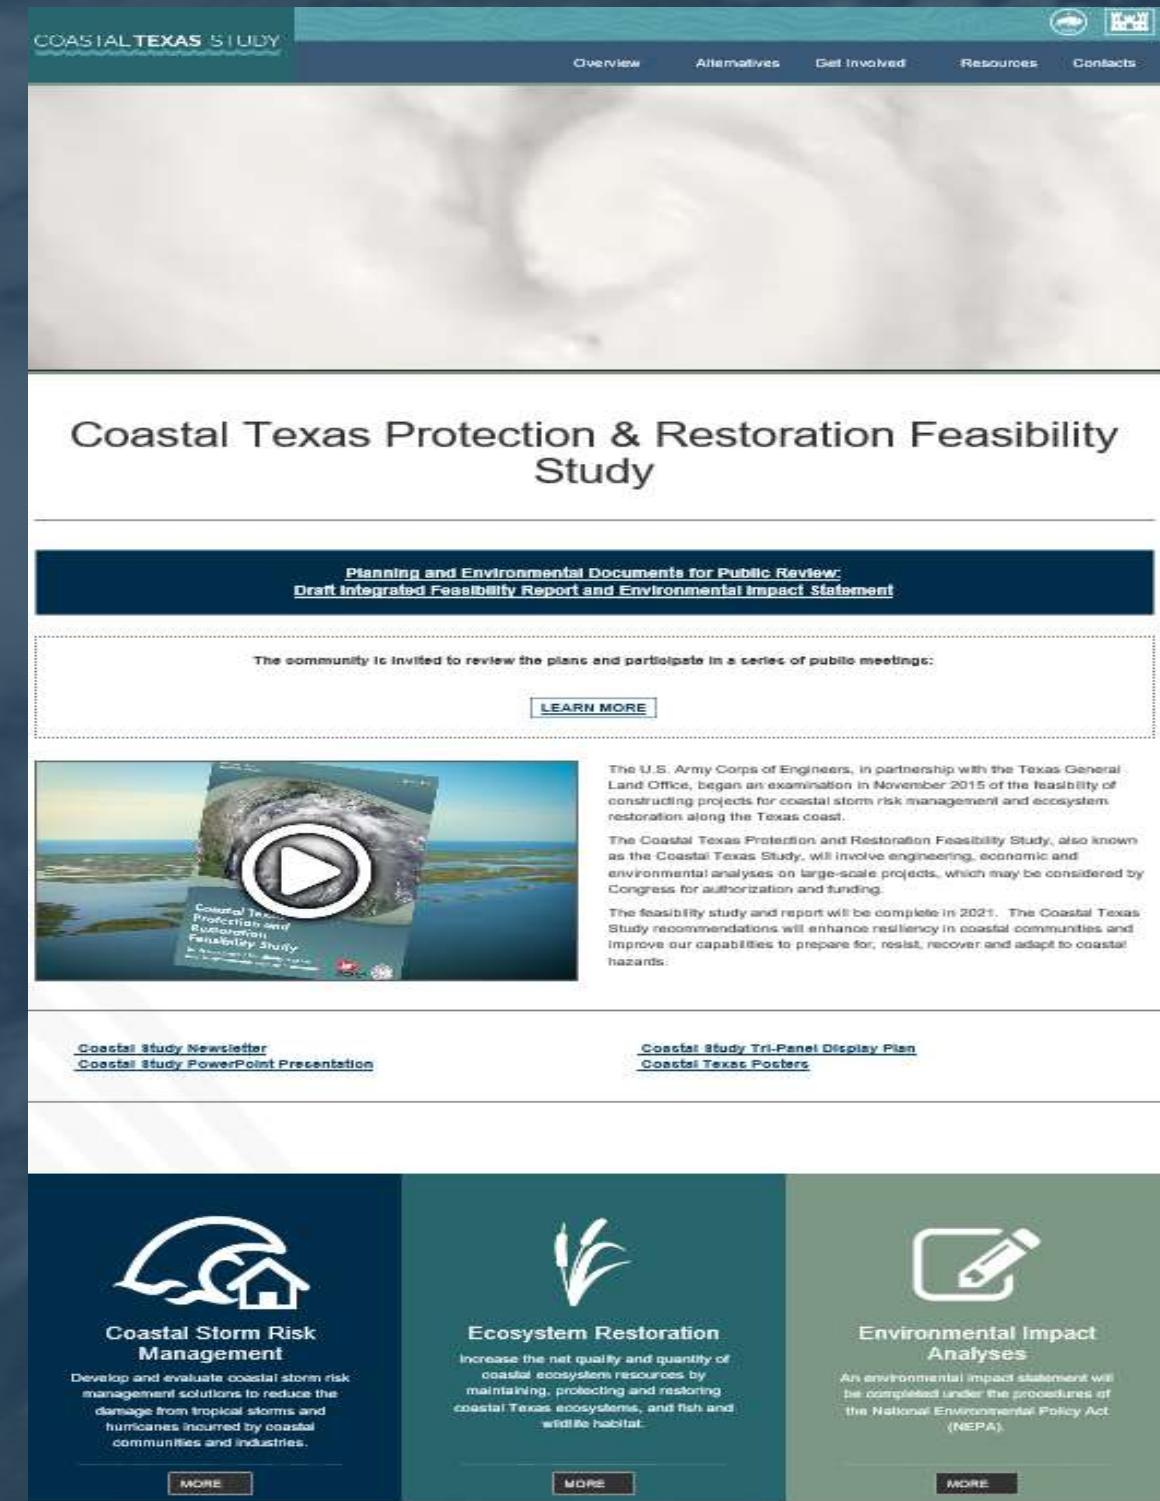 COASTAL TEXAS STUDY
Overview Alternatives Get Involved Resources Contacts
Coastal Texas Protection & Restoration Feasibility
Study
Planning and Environmental Documents for Public Review:
Draft Integrated Feasibility Report and Environmental Impact Statement
The community is invited to review the plans and participate in a series of public meetings:
LEARN MORE
Coastal Texas
Protection and
Restoration
Feasibility Study
The U.S. Army Corps of Engineers, in partnership with the Texas General
Land Office, began an examination in November 2015 of the feasibility of
constructing projects for coastal storm risk management and ecosystem
restoration along the Texas coast.
The Coastal Texas Protection and Restoration Feasibility Study, also known
as the Coastal Texas Study, will involve engineering, economic and
environmental analyses on large-scale projects, which may be considered by
Congress for authorization and funding.
The feasibility study and report will be complete in 2021. The Coastal Texas
Study recommendations will enhance resiliency in coastal communities and
improve our capabilities to prepare for, resist, recover and adapt to coastal
hazards.
Coastal Study Newsletter
Coastal Study PowerPoint Presentation
Coastal Study Tri-Panel Display Plan
Coastal Texas Posters
Coastal Storm Risk
Management
Develop and evaluate coastal storm risk
management solutions to reduce the
damage from tropical storms and
hurricanes incurred by coastal
communities and industries.
MORE
Ecosystem Restoration
Increase the net quality and quantity of
coastal ecosystem resources by
maintaining, protecting and restoring
coastal Texas ecosystems, and fish and
wildlife habitat.
MORE
Environmental Impact
Analyses
An environmental impact statement will
be completed under the procedures of
the National Environmental Policy Act
(NEPA).
MORE